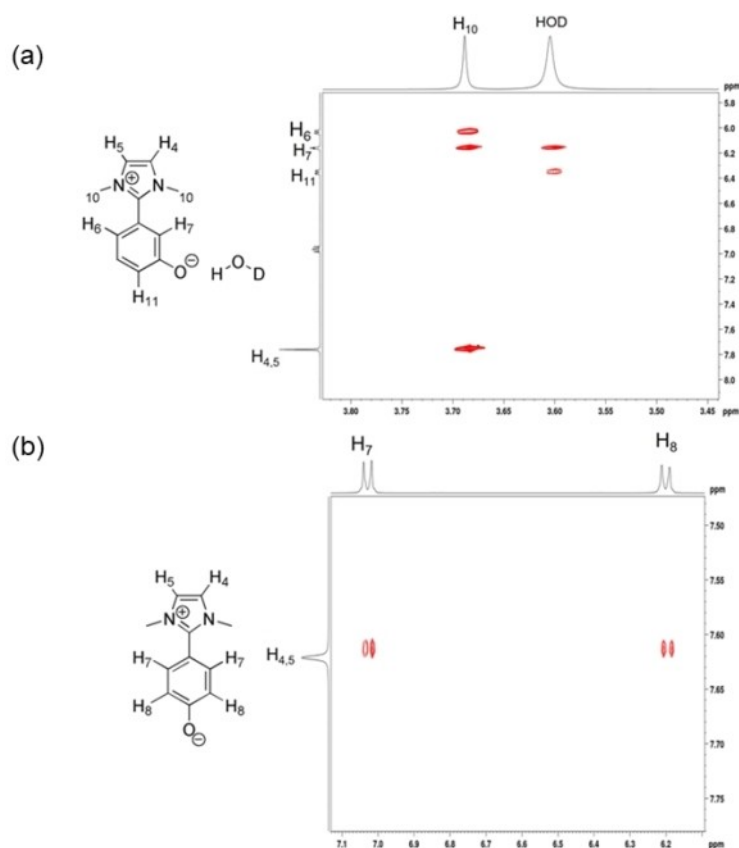 (a)
H10 HOD
ppm
5.8
6.0
6.2
6.4
6.6
6.8
7.0
7.2
7.4
7.6
7.8
8.0
H6
H7
H11
H4,5
3.80 3.75 3.70 3.65 3.60 3.55 3.50 3.45 ppm
H5 H4
N ⊕ N
10 10
H6 H7
O ⊖
H O D
H11
(b)
H7 H8
ppm
7.50
7.55
7.60
7.65
7.70
7.75
H4,5
7.1 7.0 6.9 6.8 6.7 6.6 6.5 6.4 6.3 6.2 ppm
H5 H4
N ⊕ N
H7 H7
H8 H8
O ⊖